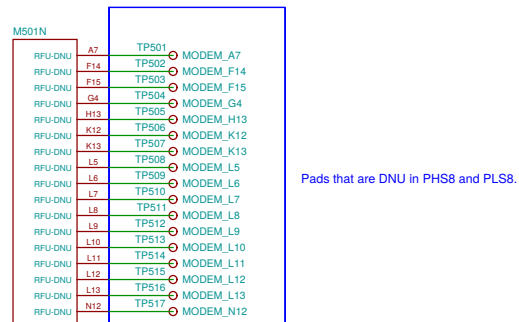 M501N
RFU-DNU A7 TP501 MODEM_A7
RFU-DNU F14 TP502 MODEM_F14
RFU-DNU F15 TP503 MODEM_F15
RFU-DNU G4 TP504 MODEM_G4
RFU-DNU H13 TP505 MODEM_H13
RFU-DNU K12 TP506 MODEM_K12
RFU-DNU K13 TP507 MODEM_K13
RFU-DNU L5 TP508 MODEM_L5
RFU-DNU L6 TP509 MODEM_L6
RFU-DNU L7 TP510 MODEM_L7
RFU-DNU L8 TP511 MODEM_L8
RFU-DNU L9 TP512 MODEM_L9
RFU-DNU L10 TP513 MODEM_L10
RFU-DNU L11 TP514 MODEM_L11
RFU-DNU L12 TP515 MODEM_L12
RFU-DNU L13 TP516 MODEM_L13
RFU-DNU N12 TP517 MODEM_N12
Pads that are DNU in PHS8 and PLS8.